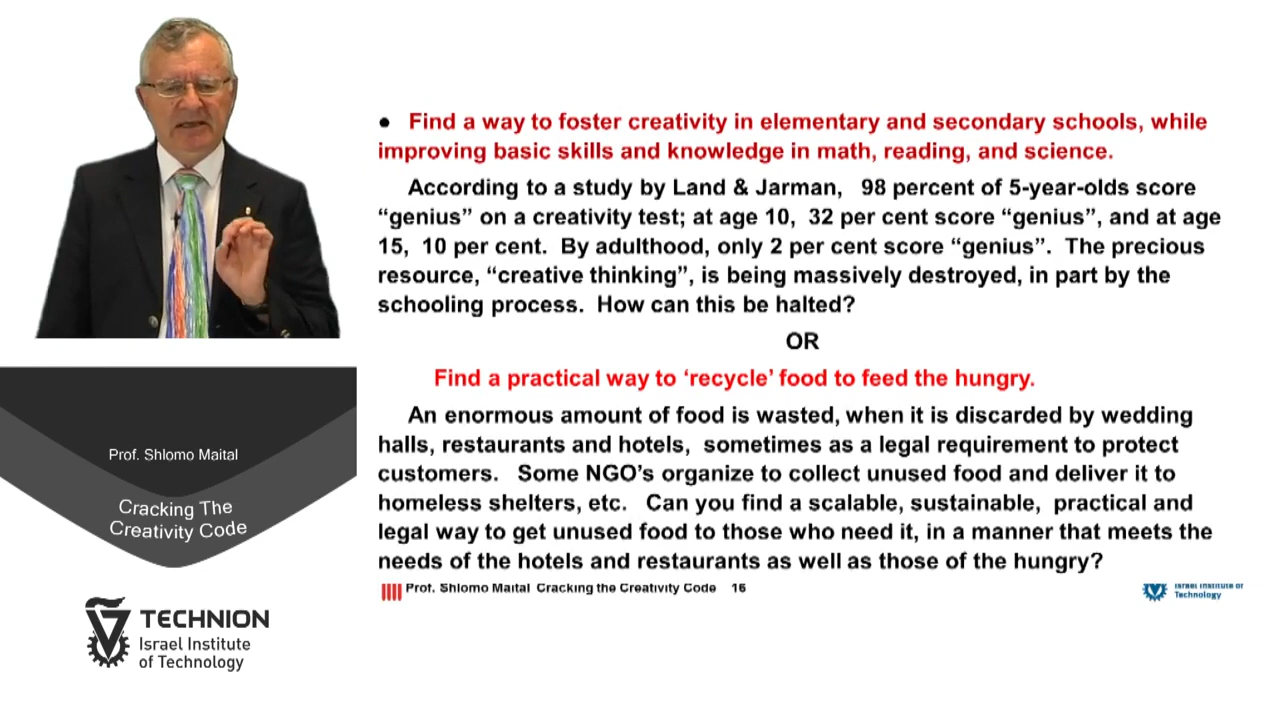 ● Find a way to foster creativity in elementary and secondary schools, while
improving basic skills and knowledge in math, reading, and science.
According to a study by Land & Jarman, 98 percent of 5-year-olds score
“genius” on a creativity test; at age 10, 32 per cent score “genius”, and at age
15, 10 per cent. By adulthood, only 2 per cent score “genius”. The precious
resource, “creative thinking”, is being massively destroyed, in part by the
schooling process. How can this be halted?
OR
Find a practical way to ‘recycle’ food to feed the hungry.
An enormous amount of food is wasted, when it is discarded by wedding
halls, restaurants and hotels, sometimes as a legal requirement to protect
customers. Some NGO’s organize to collect unused food and deliver it to
homeless shelters, etc. Can you find a scalable, sustainable, practical and
legal way to get unused food to those who need it, in a manner that meets the
needs of the hotels and restaurants as well as those of the hungry?
Prof. Shlomo Maital Cracking the Creativity Code 16
Israel Institute of
Technology
Prof. Shlomo Maital
Cracking The
Creativity Code
TECHNION
Israel Institute
of Technology